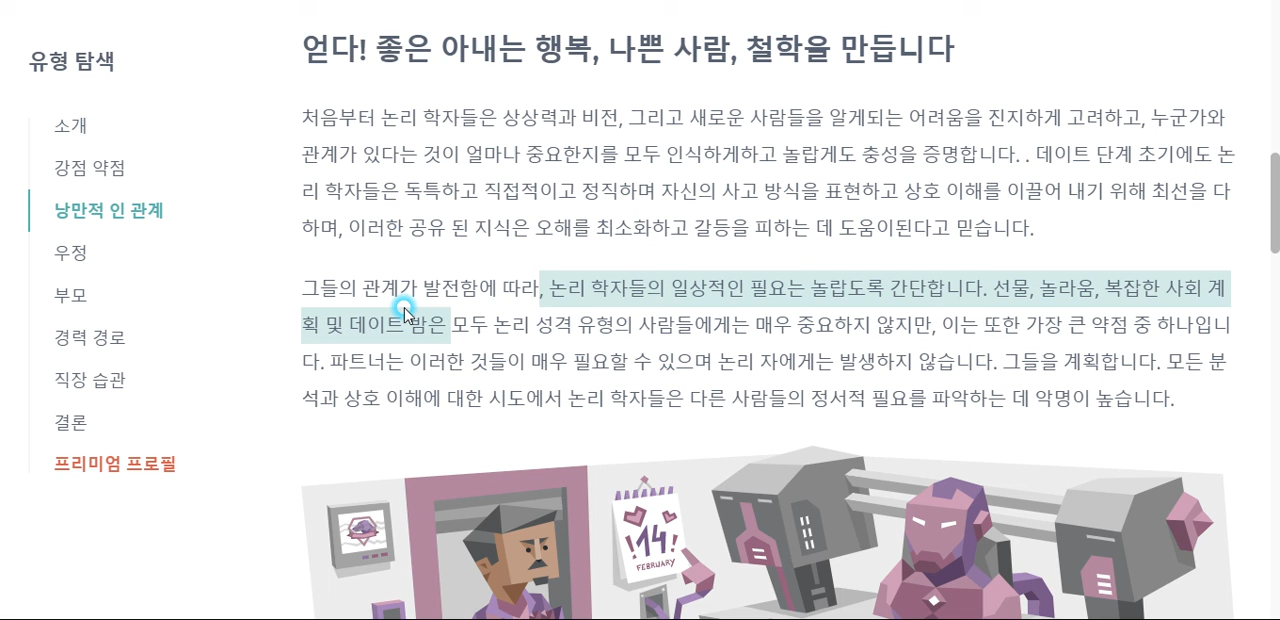 유형 탐색
소개
강점 약점
낭만적 인 관계
우정
부모
경력 경로
직장 습관
결론
프리미엄 프로필
얻다! 좋은 아내는 행복, 나쁜 사람, 철학을 만듭니다
처음부터 논리 학자들은 상상력과 비전, 그리고 새로운 사람들을 알게되는 어려움을 진지하게 고려하고, 누군가와
관계가 있다는 것이 얼마나 중요한지를 모두 인식하게하고 놀랍게도 충성을 증명합니다. . 데이트 단계 초기에도 논
리 학자들은 독특하고 직접적이고 정직하며 자신의 사고 방식을 표현하고 상호 이해를 이끌어 내기 위해 최선을 다
하며, 이러한 공유 된 지식은 오해를 최소화하고 갈등을 피하는 데 도움이된다고 믿습니다.
그들의 관계가 발전함에 따라, 논리 학자들의 일상적인 필요는 놀랍도록 간단합니다. 선물, 놀라움, 복잡한 사회 계
획 및 데이트 밤은 모두 논리 성격 유형의 사람들에게는 매우 중요하지 않지만, 이는 또한 가장 큰 약점 중 하나입니
다. 파트너는 이러한 것들이 매우 필요할 수 있으며 논리 자에게는 발생하지 않습니다. 그들을 계획합니다. 모든 분
석과 상호 이해에 대한 시도에서 논리 학자들은 다른 사람들의 정서적 필요를 파악하는 데 악명이 높습니다.
!14!
FEBRUARY